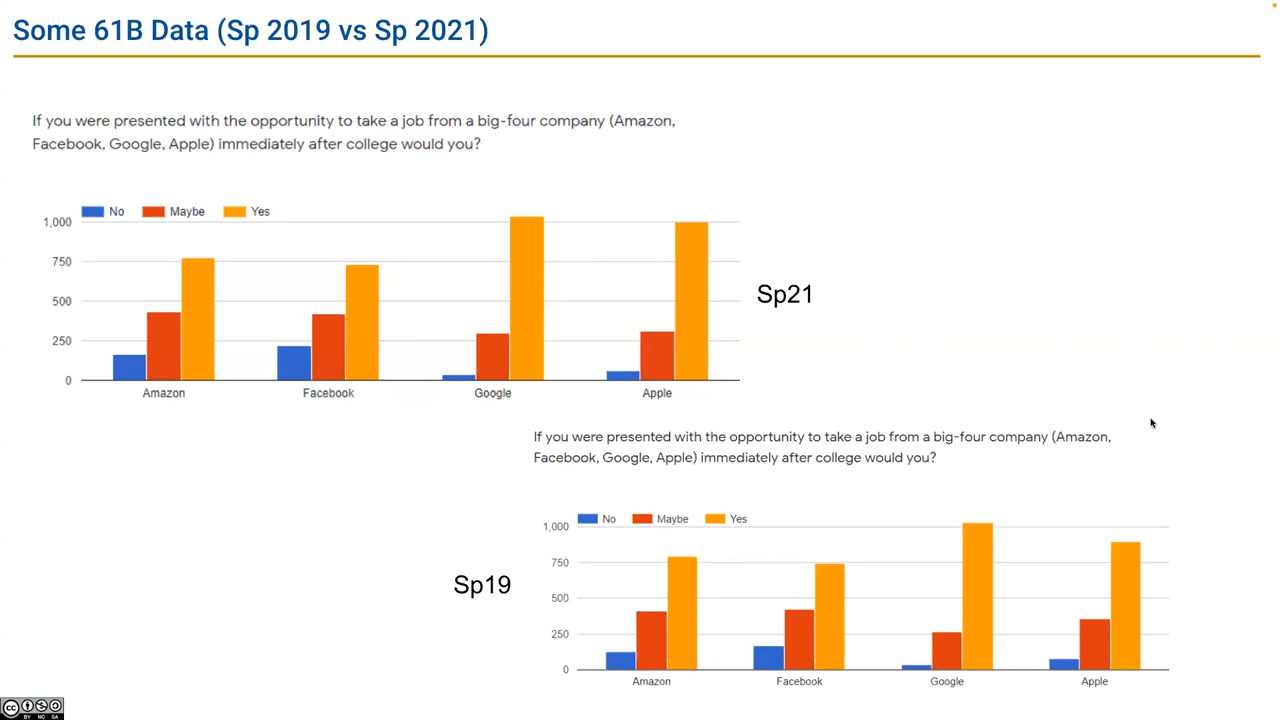 Some 61B Data (Sp 2019 vs Sp 2021)
If you were presented with the opportunity to take a job from a big-four company (Amazon,
Facebook, Google, Apple) immediately after college would you?
No Maybe Yes
1,000
750
500
250
0
Amazon Facebook Google Apple
Sp21
If you were presented with the opportunity to take a job from a big-four company (Amazon,
Facebook, Google, Apple) immediately after college would you?
Sp19
No Maybe Yes
1,000
750
500
250
0
Amazon Facebook Google Apple
cc
BY NC SA